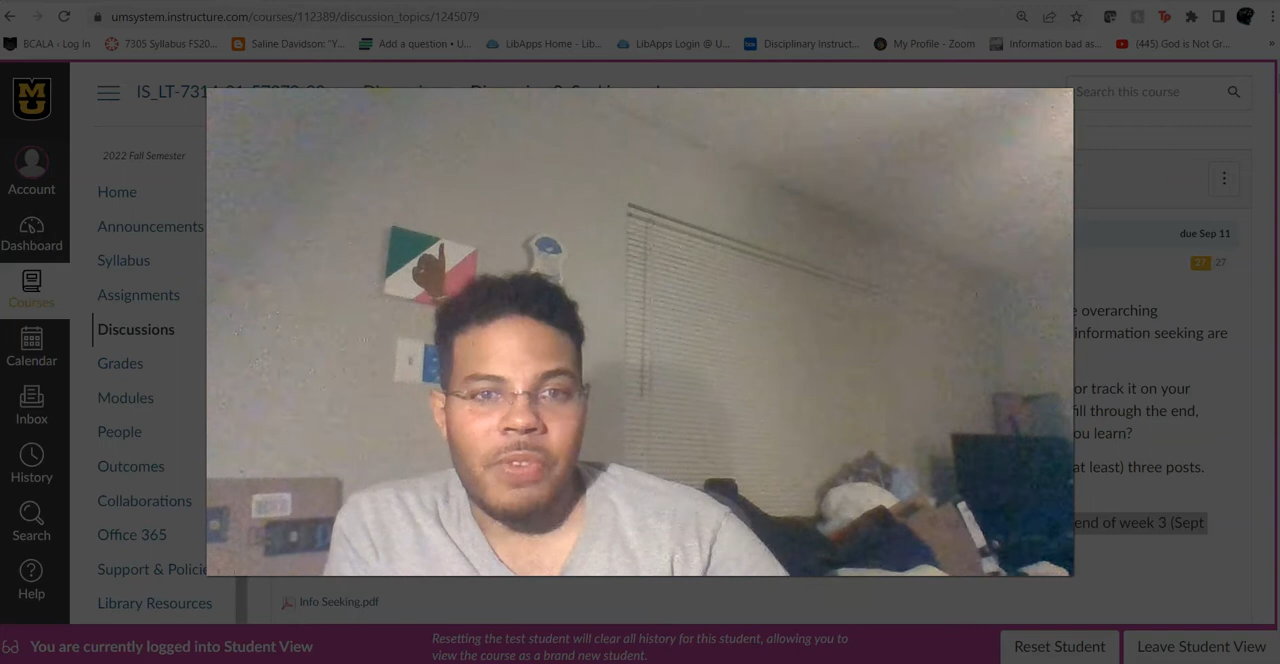 umsystem.instructure.com/courses/112389/discussion_topics/1245079
BCALA ‹ Log In
7305 Syllabus FS20...
Saline Davidson: "Y...
Add a question • U...
LibApps Home - Lib...
LibApps Login @ U...
Disciplinary Instruct...
My Profile - Zoom
Information bad as...
(445) God is Not Gr...
»
Search this course
2022 Fall Semester
Account
Dashboard
Courses
Calendar
Inbox
History
Search
Help
Home
Announcements
Syllabus
Assignments
Discussions
Grades
Modules
People
Outcomes
Collaborations
Office 365
Support & Policie
Library Resources
due Sep 11
27 27
overarching
information seeking are
or track it on your
fill through the end,
ou learn?
at least) three posts.
end of week 3 (Sept
Info Seeking.pdf
You are currently logged into Student View
Resetting the test student will clear all history for this student, allowing you to
view the course as a brand new student.
Reset Student
Leave Student View